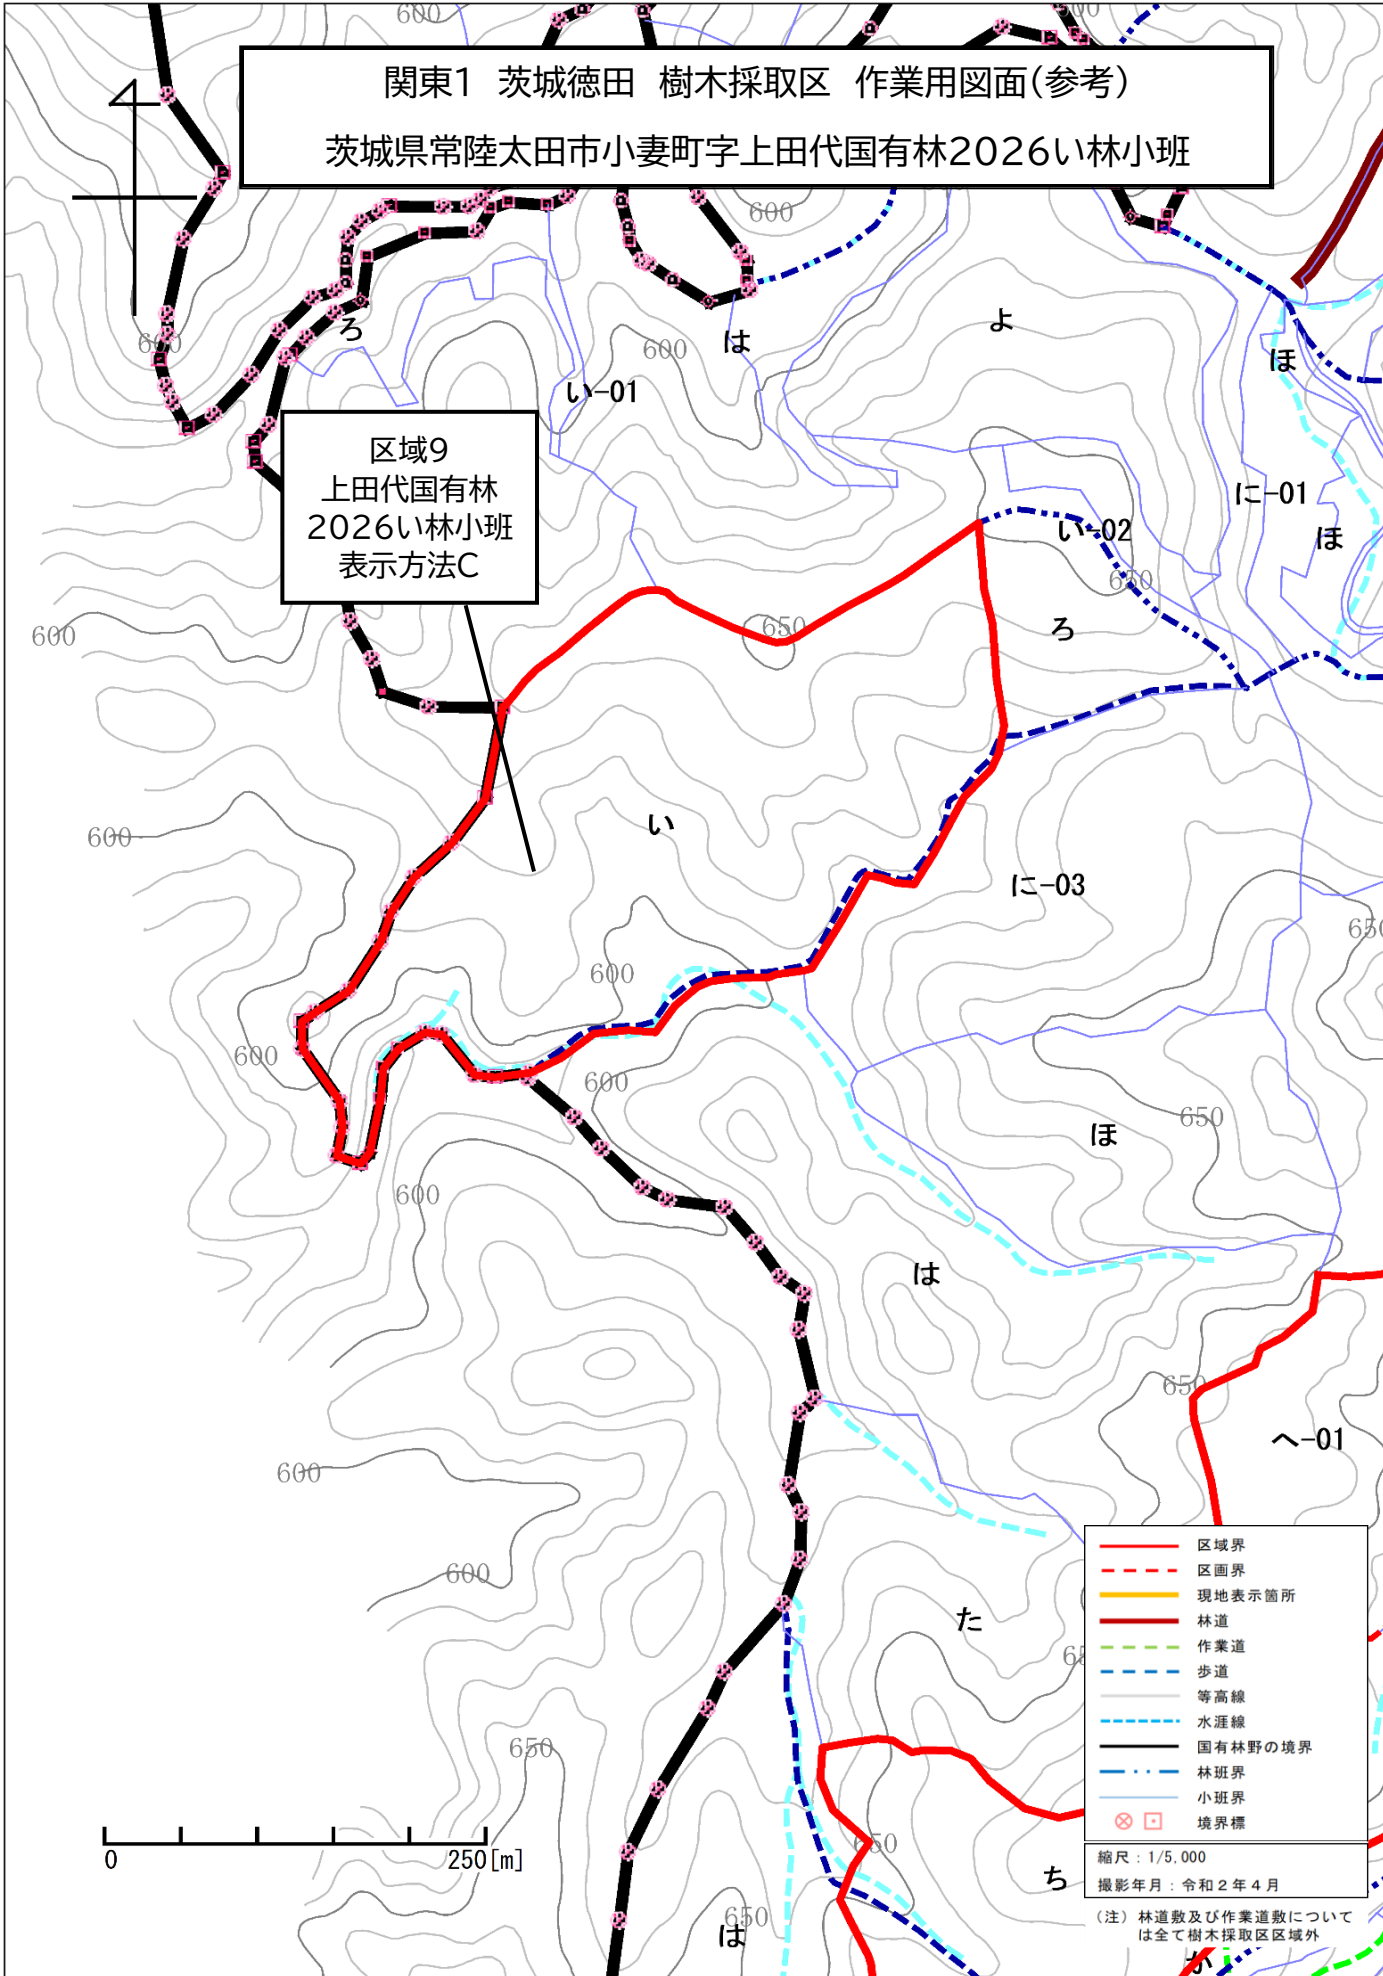 600
600
関東1 茨城徳田 樹木採取区 作業用図面(参考)
茨城県常陸太田市小妻町字上田代国有林2026い林小班
600
600
ろ
600
は
よ
ほ
い-01
区域9
上田代国有林
2026い林小班
表示方法C
に-01
い-02
ほ
650
600
650
ろ
600
い
に-03
650
600
600
600
650
ほ
600
は
650
へ-01
600
600
た
650
650
650
ち
650
は
か
区域界
区画界
現地表示箇所
林道
作業道
歩道
等高線
水涯線
国有林野の境界
林班界
小班界
境界標
縮尺：1/5,000
撮影年月：令和2年4月
(注) 林道敷及び作業道敷について
は全て樹木採取区区域外
0
250[m]